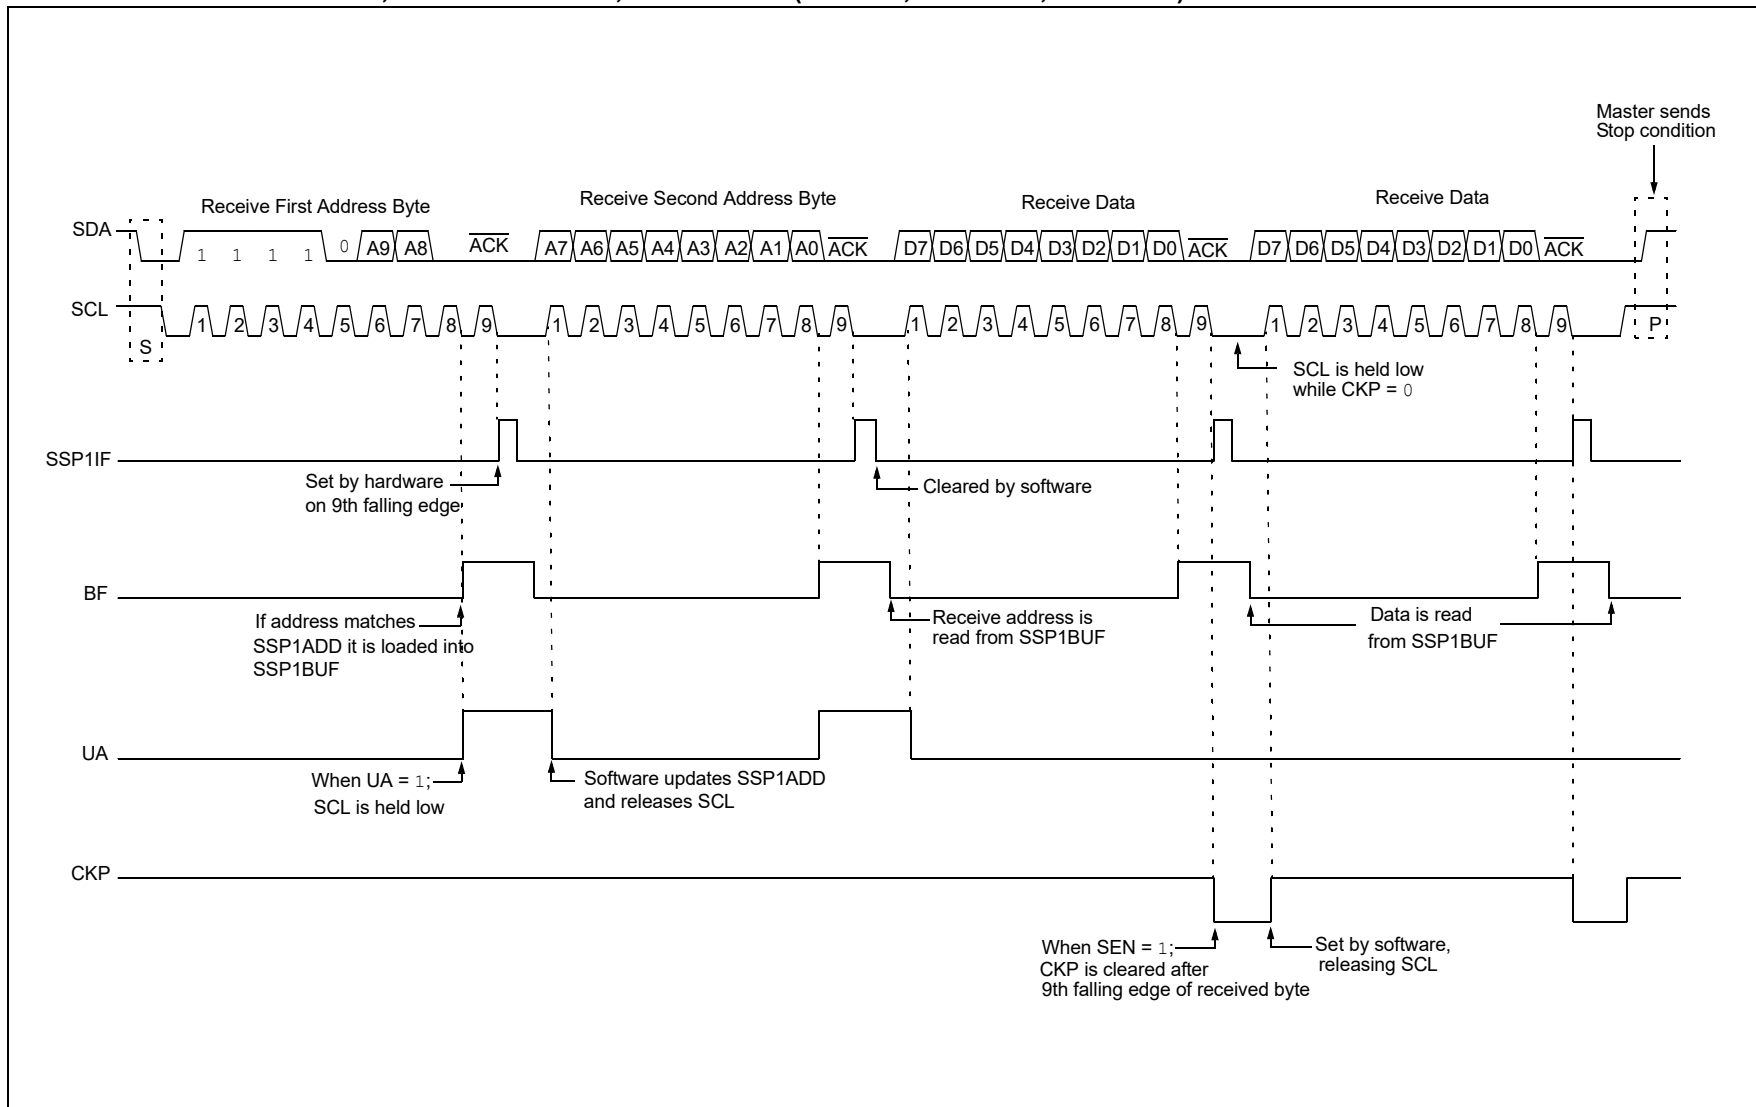 Master sends
Stop condition
Receive First Address Byte
Receive Second Address Byte
Receive Data
Receive Data
SDA
1 1 1 1 0 A9 A8 ACK A7 A6 A5 A4 A3 A2 A1 A0 ACK D7 D6 D5 D4 D3 D2 D1 D0 ACK D7 D6 D5 D4 D3 D2 D1 D0 ACK
SCL
S 1 2 3 4 5 6 7 8 9 1 2 3 4 5 6 7 8 9 1 2 3 4 5 6 7 8 9 1 2 3 4 5 6 7 8 9 P
SCL is held low
while CKP = 0
SSP1IF
Set by hardware
on 9th falling edge
Cleared by software
BF
If address matches
SSP1ADD it is loaded into
SSP1BUF
Receive address is
read from SSP1BUF
Data is read
from SSP1BUF
UA
When UA = 1;
SCL is held low
Software updates SSP1ADD
and releases SCL
CKP
When SEN = 1;
CKP is cleared after
9th falling edge of received byte
Set by software,
releasing SCL